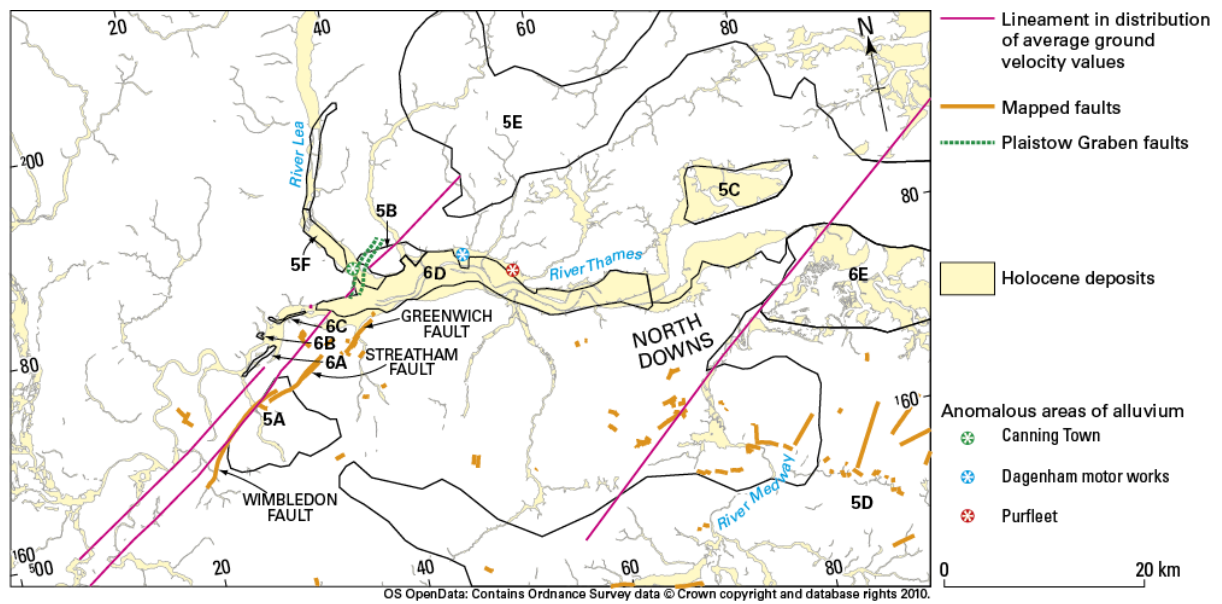 20
40
60
80
N
Lineament in distribution
of average ground
velocity values
Mapped faults
Plaistow Graben faults
Holocene deposits
Anomalous areas of alluvium
Canning Town
Dagenham motor works
Purfleet
0
20 km
River Lea
5E
200
5C
80
5B
5F
6D
River Thames
6E
GREENWICH
FAULT
NORTH
DOWNS
6C
6B
6A
STREATHAM
FAULT
80
160
5A
WIMBLEDON
FAULT
River Medway
5D
160
500
20
40
60
80
OS OpenData: Contains Ordnance Survey data © Crown copyright and database rights 2010.